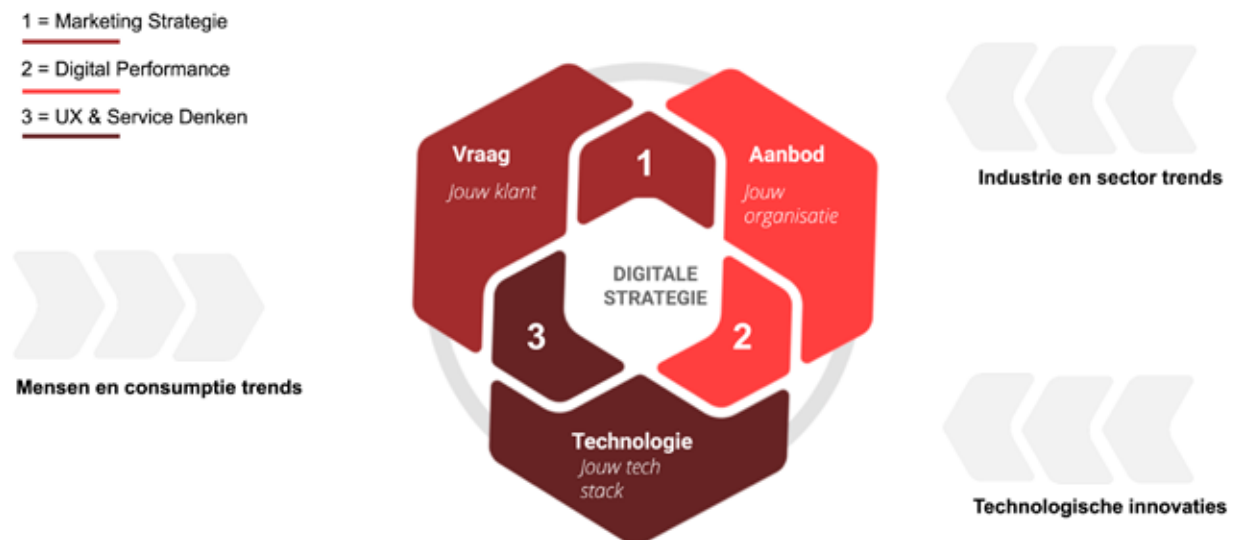 1 = Marketing Strategie
2 = Digital Performance
3 = UX & Service Denken
Vraag
Jouw klant
1
Aanbod
Jouw
organisatie
Industrie en sector trends
DIGITALE
STRATEGIE
3
2
Mensen en consumptie trends
Technologie
Jouw tech
stack
Technologische innovaties